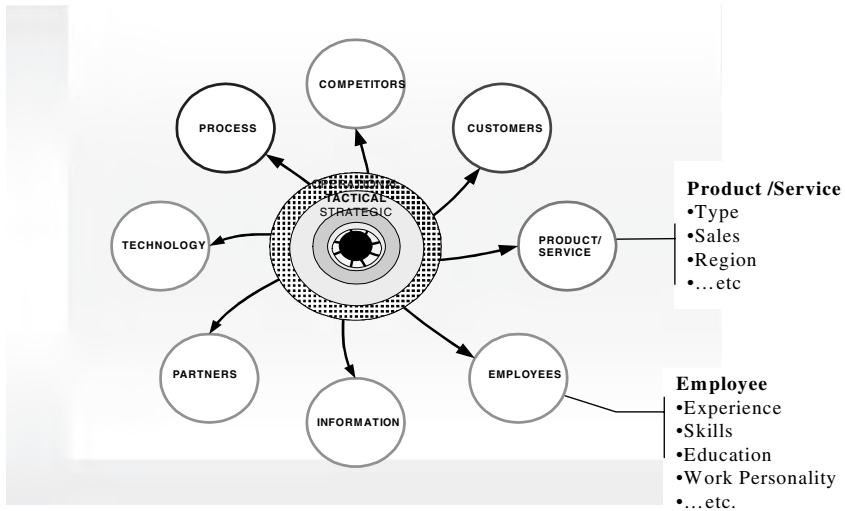 COMPETITORS
PROCESS
CUSTOMERS
OPERATIONAL
TACTICAL
STRATEGIC
TECHNOLOGY
PRODUCT/
SERVICE
Product /Service
•Type
•Sales
•Region
•...etc
PARTNERS
EMPLOYEES
INFORMATION
Employee
•Experience
•Skills
•Education
•Work Personality
•...etc.